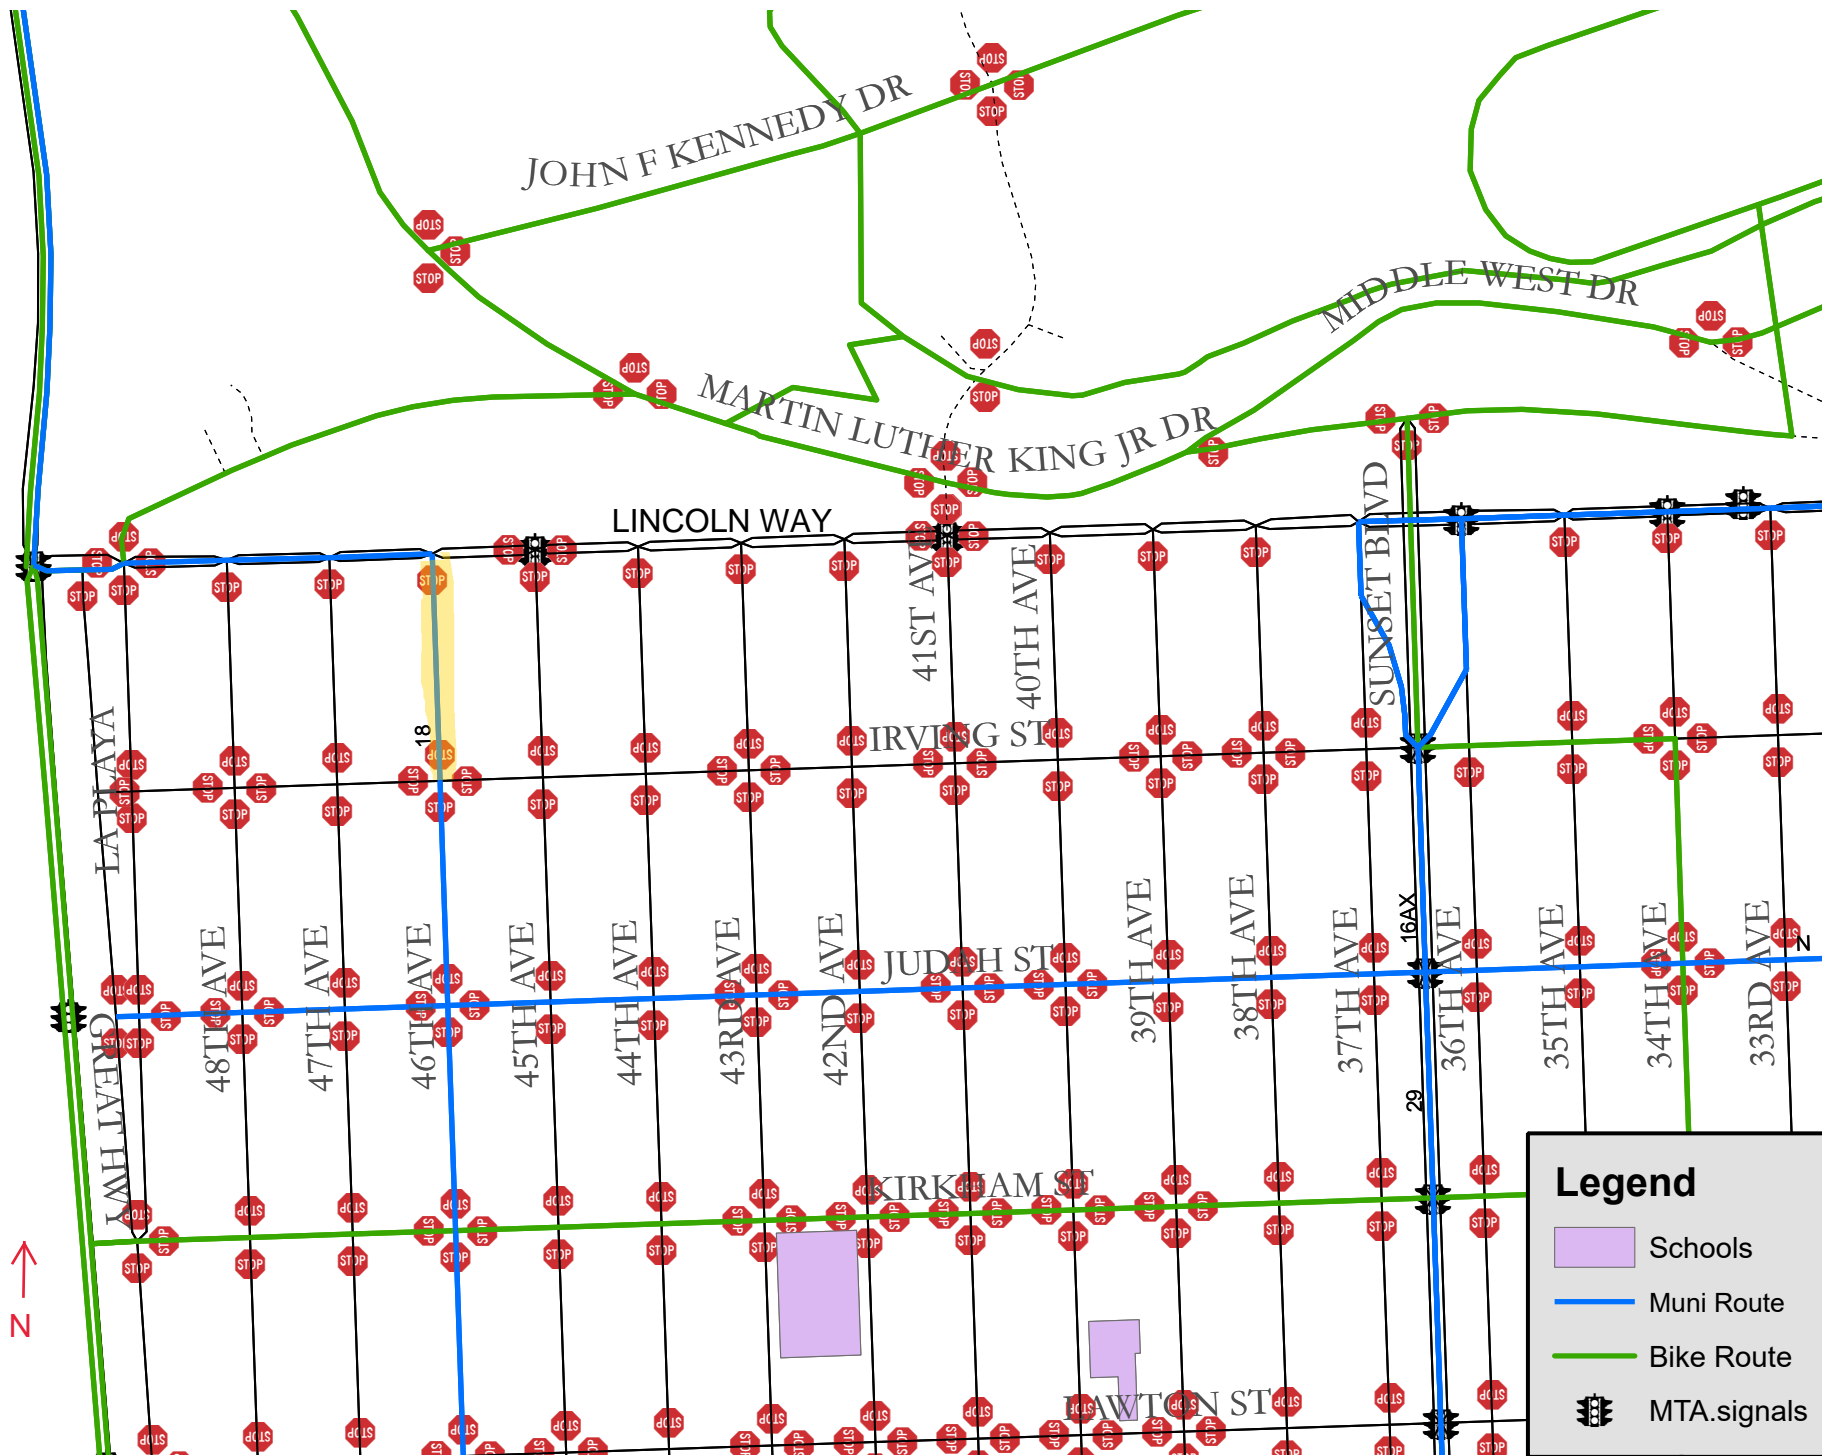 JOHN F KENNEDY DR
MIDDLE WEST DR
MARTIN LUTHER KING JR DR
LINCOLN WAY
SUNSET BLVD
41ST AVE
40TH AVE
IRVING ST
18
LAPLAYA
16AX
JUDAH ST
N
48TH AVE
47TH AVE
46TH AVE
45TH AVE
44TH AVE
43RD AVE
42ND AVE
39TH AVE
38TH AVE
37TH AVE
36TH AVE
35TH AVE
34TH AVE
33RD AVE
GREAT HWY
29
KIRKHAM ST
LAWTON ST
N
Legend
Schools
Muni Route
Bike Route
MTA.signals
STOP